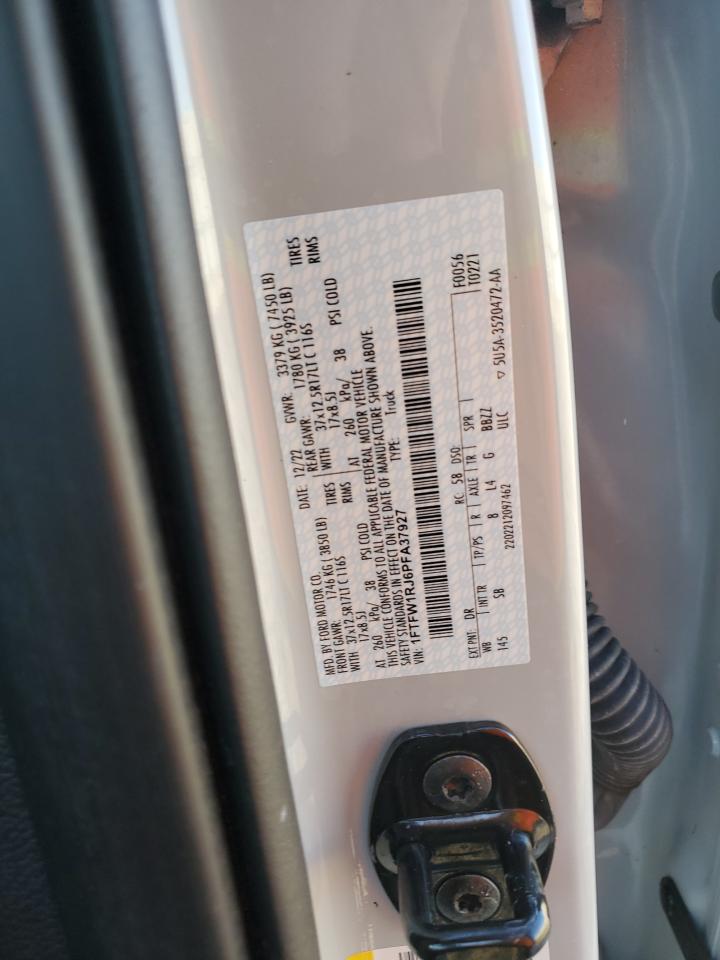 MFD. BY FORD MOTOR CO.
DATE: 12/22 GVWR: 3379 KG ( 7450 LB)
FRONT GAWR: 1746 KG ( 3850 LB) REAR GAWR: 1780 KG ( 3925 LB)
WITH 37x12.5R17LT C 116S TIRES WITH 37x12.5R17LT C 116S TIRES
17x8.5J RIMS 17x8.5J RIMS
AT 260 kPa/ 38 PSI COLD AT 260 kPa/ 38 PSI COLD
THIS VEHICLE CONFORMS TO ALL APPLICABLE FEDERAL MOTOR VEHICLE
SAFETY STANDARDS IN EFFECT ON THE DATE OF MANUFACTURE SHOWN ABOVE.
VIN: 1FTFW1RJ6PFA37927 TYPE: Truck
F0056
EXT PNT: DR RC: 58 DSO: T0221
WB INT TR TP/PS R AXLE TR SPR
145 SB 8 L4 G BBZZ
2202212097462 ULC ▽ 5U5A-3520472-AA